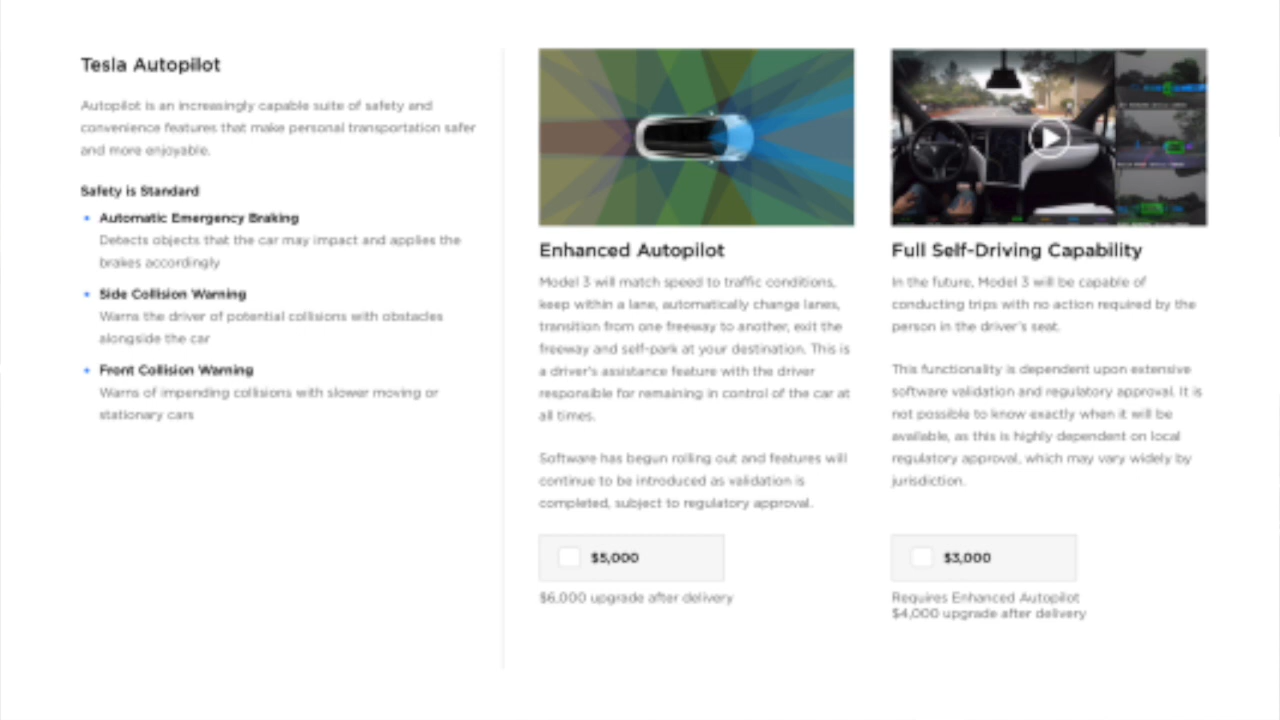 Tesla Autopilot
Autopilot is an increasingly capable suite of safety and
convenience features that make personal transportation safer
and more enjoyable.
Safety is Standard
Automatic Emergency Braking
Detects objects that the car may impact and applies the
brakes accordingly
Side Collision Warning
Warns the driver of potential collisions with obstacles
alongside the car
Front Collision Warning
Warns of impending collisions with slower moving or
stationary cars
Enhanced Autopilot
Model 3 will match speed to traffic conditions,
keep within a lane, automatically change lanes,
transition from one freeway to another, exit the
freeway and self-park at your destination. This is
a driver's assistance feature with the driver
responsible for remaining in control of the car at
all times.
Software has begun rolling out and features will
continue to be introduced as validation is
completed, subject to regulatory approval.
$5,000
$6,000 upgrade after delivery
Full Self-Driving Capability
In the future, Model 3 will be capable of
conducting trips with no action required by the
person in the driver's seat.
This functionality is dependent upon extensive
software validation and regulatory approval. It is
not possible to know exactly when it will be
available, as this is highly dependent on local
regulatory approval, which may vary widely by
jurisdiction.
$3,000
Requires Enhanced Autopilot
$4,000 upgrade after delivery